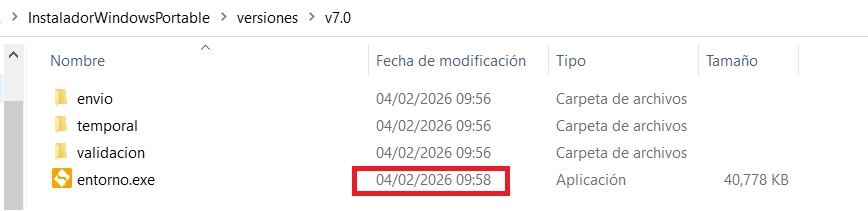 InstaladorWindowsPortable > versiones > v7.0
Nombre Fecha de modificación Tipo Tamaño
envio 04/02/2026 09:56 Carpeta de archivos
temporal 04/02/2026 09:56 Carpeta de archivos
validacion 04/02/2026 09:56 Carpeta de archivos
entorno.exe 04/02/2026 09:58 Aplicación 40,778 KB